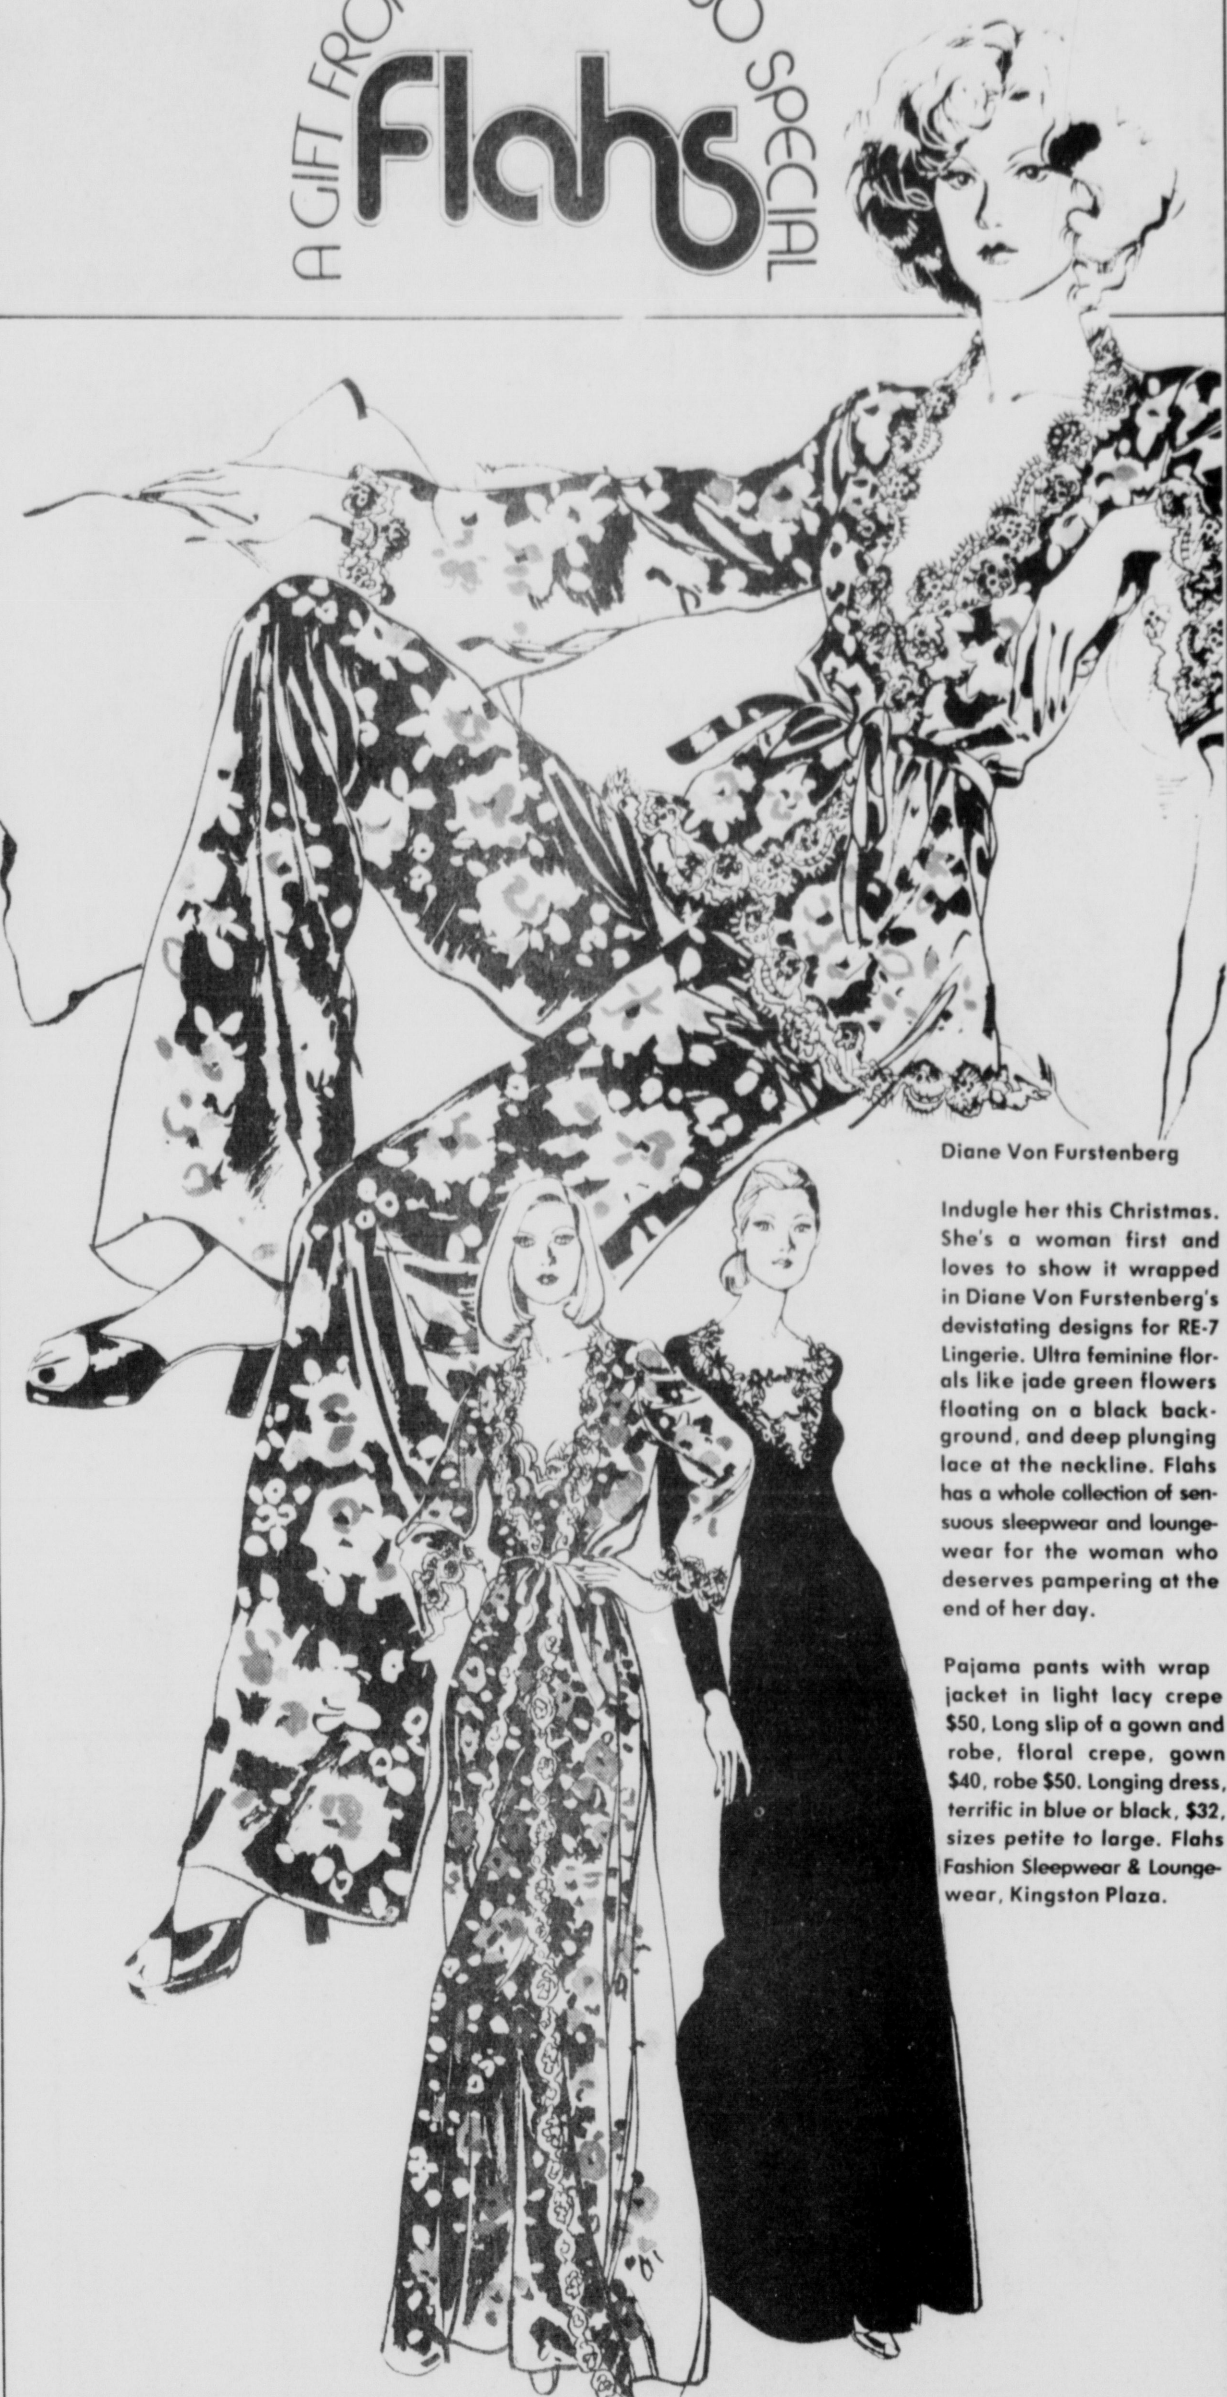 A GIFT FROM
SO SPECIAL
Flahs
Diane Von Furstenberg
Indugle her this Christmas.
She's a woman first and
loves to show it wrapped
in Diane Von Furstenberg's
devistating designs for RE-7
Lingerie. Ultra feminine flor-
als like jade green flowers
floating on a black back-
ground, and deep plunging
lace at the neckline. Flahs
has a whole collection of sen-
suous sleepwear and lounge-
wear for the woman who
deserves pampering at the
end of her day.
Pajama pants with wrap
jacket in light lacy crepe
$50, Long slip of a gown and
robe, floral crepe, gown
$40, robe $50. Longing dress,
terrific in blue or black, $32,
sizes petite to large. Flahs
Fashion Sleepwear & Lounge-
wear, Kingston Plaza.